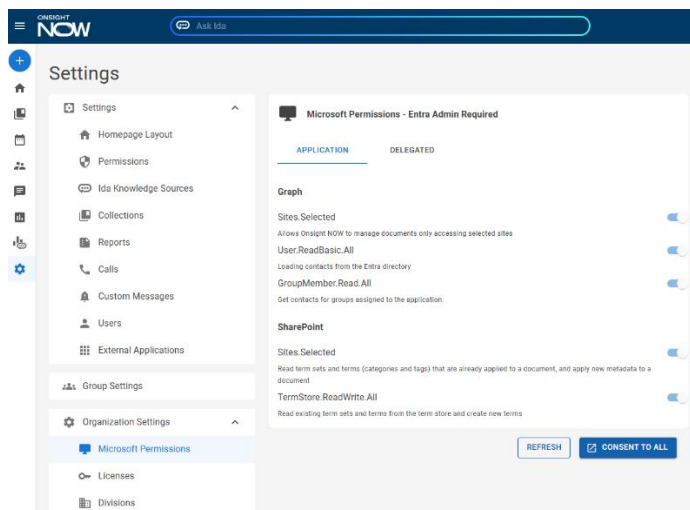 ONSIGHT
NOW
Ask Ida
Settings
Settings
Homepage Layout
Permissions
Ida Knowledge Sources
Collections
Reports
Calls
Custom Messages
Users
External Applications
Group Settings
Organization Settings
Microsoft Permissions
Licenses
Divisions
Microsoft Permissions - Entra Admin Required
APPLICATION
DELEGATED
Graph
Sites.Selected
Allows Onsight NOW to manage documents only accessing selected sites
User.ReadBasic.All
Loading contacts from the Entra directory
GroupMember.Read.All
Get contacts for groups assigned to the application.
SharePoint
Sites.Selected
Read term sets and terms (categories and tags) that are already applied to a document, and apply new metadata to a
document
TermStore.ReadWrite.All
Read existing term sets and terms from the term store and create new terms
REFRESH
CONSENT TO ALL